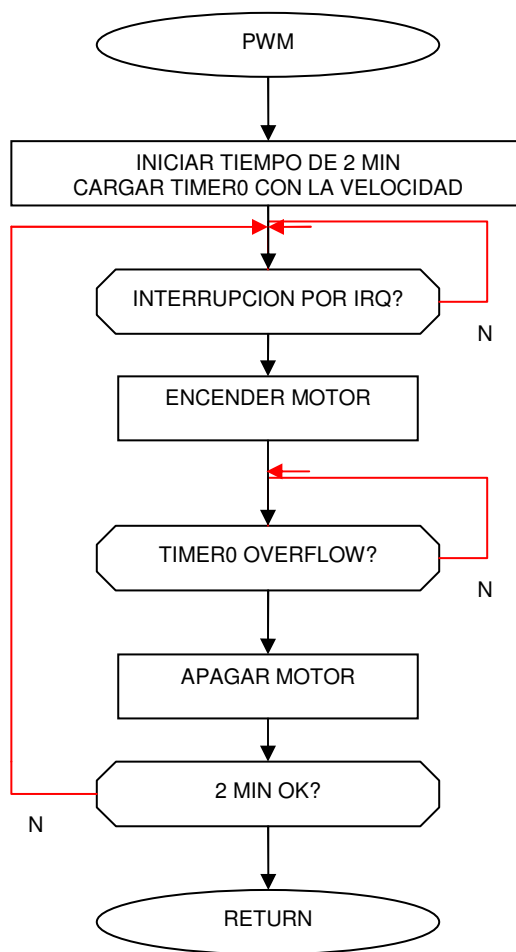 PWM
INICIAR TIEMPO DE 2 MIN
CARGAR TIMER0 CON LA VELOCIDAD
INTERRUPCION POR IRQ?
N
ENCENDER MOTOR
TIMER0 OVERFLOW?
N
APAGAR MOTOR
2 MIN OK?
N
RETURN